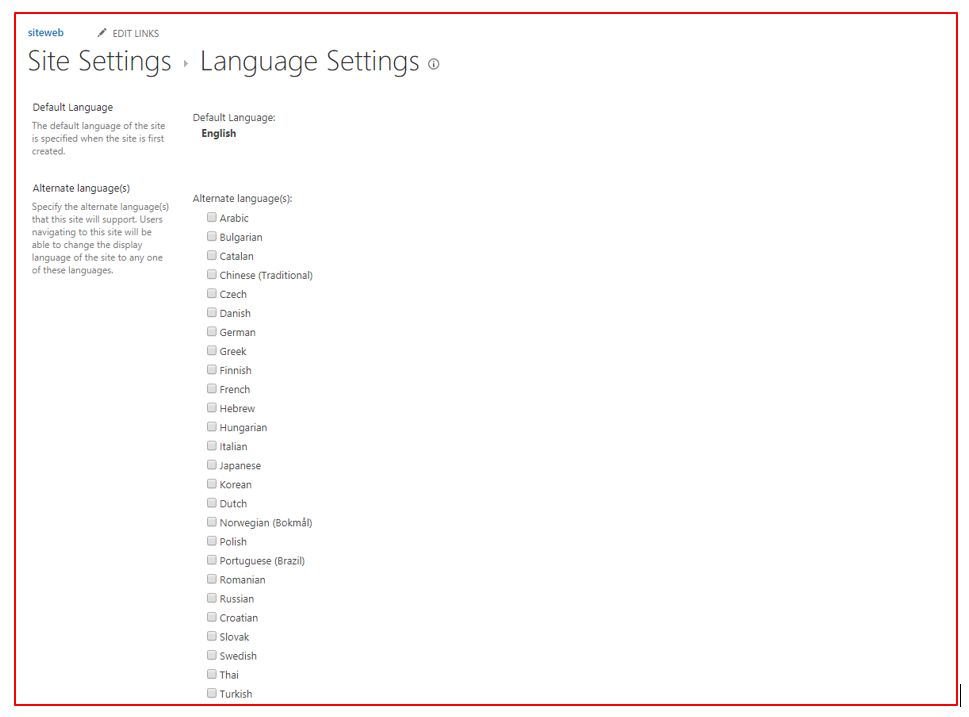 siteweb EDIT LINKS
Site Settings Language Settings
Default Language
The default language of the site
is specified when the site is first
created.
Default Language:
English
Alternate language(s)
Specify the alternate language(s)
that this site will support. Users
navigating to this site will be
able to change the display
language of the site to any one
of these languages.
Alternate language(s):
Arabic
Bulgarian
Catalan
Chinese (Traditional)
Czech
Danish
German
Greek
Finnish
French
Hebrew
Hungarian
Italian
Japanese
Korean
Dutch
Norwegian (Bokmål)
Polish
Portuguese (Brazil)
Romanian
Russian
Croatian
Slovak
Swedish
Thai
Turkish